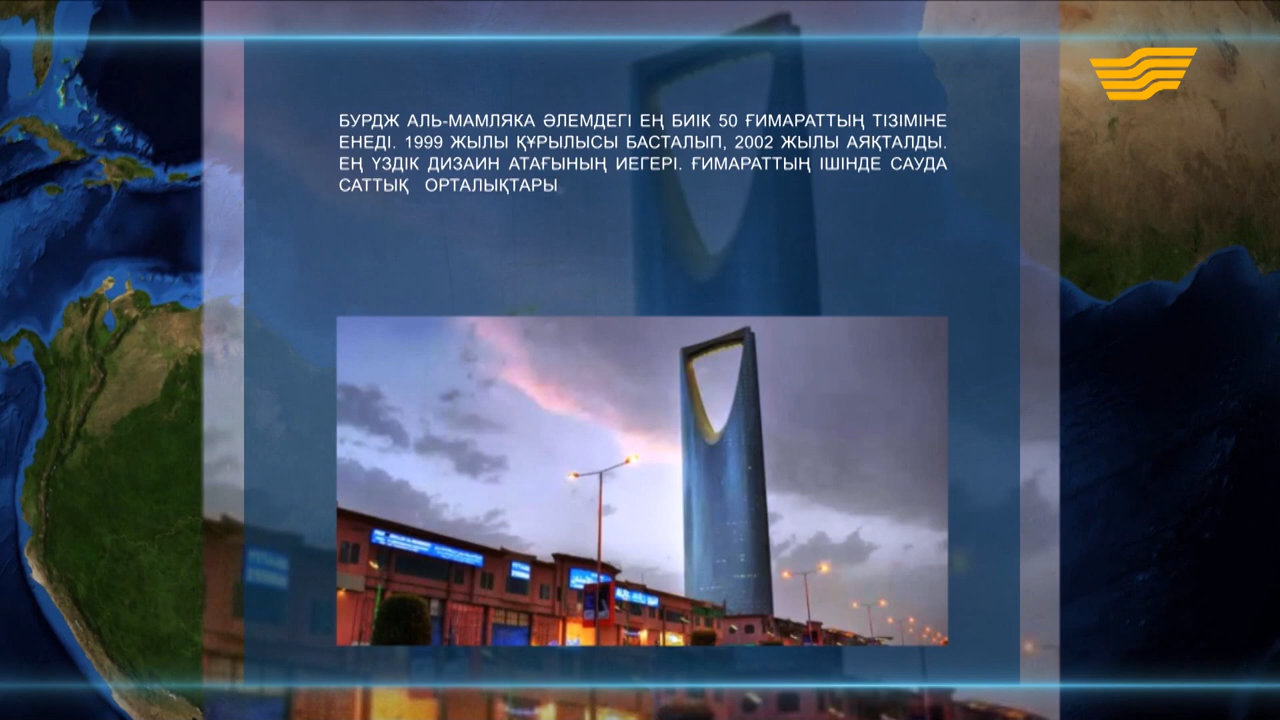 БУРДЖ АЛЬ-МАМЛЯКА ӘЛЕМДЕГІ ЕҢ БИІК 50 ҒИМАРАТТЫҢ ТІЗІМІНЕ
ЕНЕДІ. 1999 ЖЫЛЫ ҚҰРЫЛЫСЫ БАСТАЛЫП, 2002 ЖЫЛЫ АЯҚТАЛДЫ.
ЕҢ ҮЗДІК ДИЗАИН АТАҒЫНЫҢ ИЕГЕРІ. ҒИМАРАТТЫҢ ІШІНДЕ САУДА
САТТЫҚ ОРТАЛЫҚТАРЫ